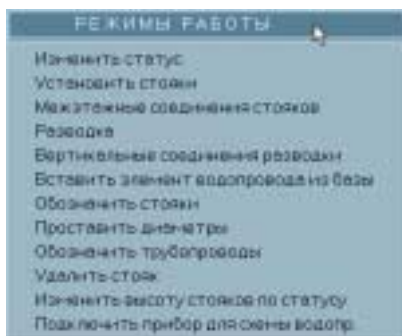 РЕЖИМЫ РАБОТЫ
Изменить статус
Установить стояки
Межэтажные соединения стояков
Разводка
Вертикальные соединения разводки
Вставить элемент водопровода из базы
Обозначить стояки
Проставить диаметры
Обозначить трубопроводы
Удалить стояк
Изменить высоту стояков по статусу
Подключить прибор для схемы водопр.